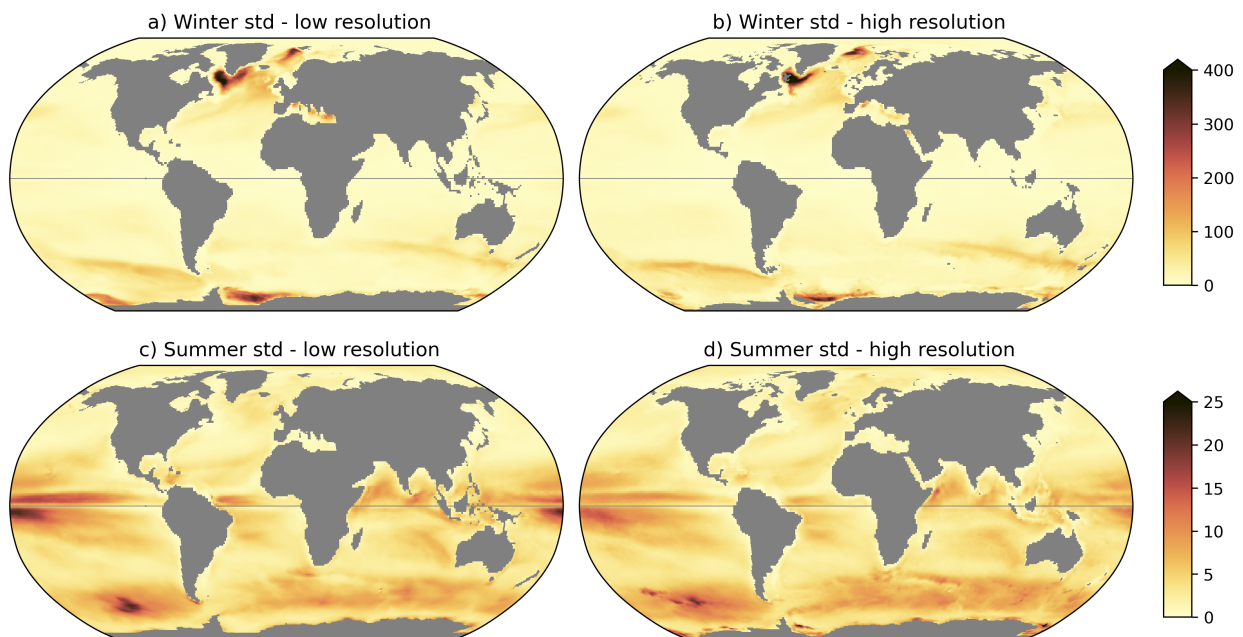 a) Winter std - low resolution
b) Winter std - high resolution
400
300
200
100
0
c) Summer std - low resolution
d) Summer std - high resolution
25
20
15
10
5
0